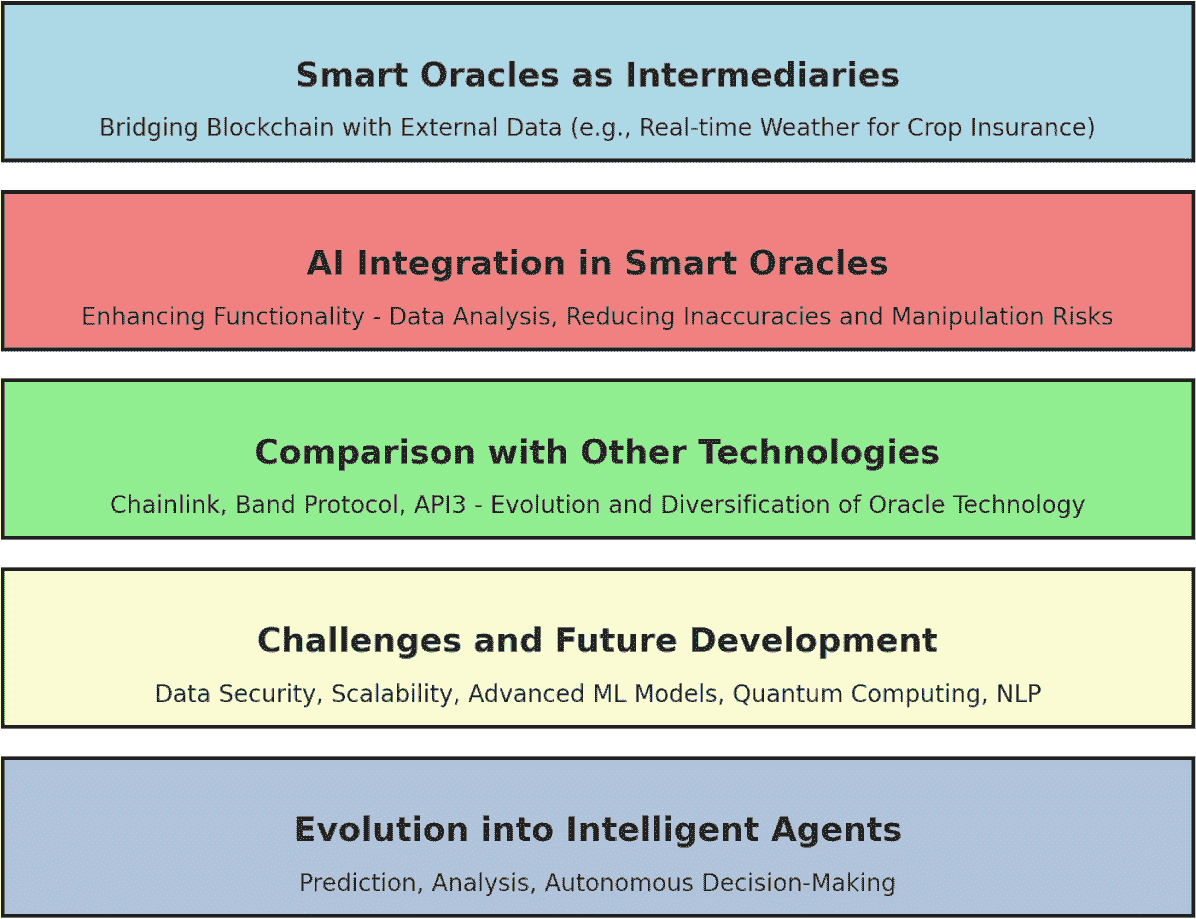 Smart Oracles as Intermediaries
Bridging Blockchain with External Data (e.g., Real-time Weather for Crop Insurance)
AI Integration in Smart Oracles
Enhancing Functionality - Data Analysis, Reducing Inaccuracies and Manipulation Risks
Comparison with Other Technologies
Chainlink, Band Protocol, API3 - Evolution and Diversification of Oracle Technology
Challenges and Future Development
Data Security, Scalability, Advanced ML Models, Quantum Computing, NLP
Evolution into Intelligent Agents
Prediction, Analysis, Autonomous Decision-Making